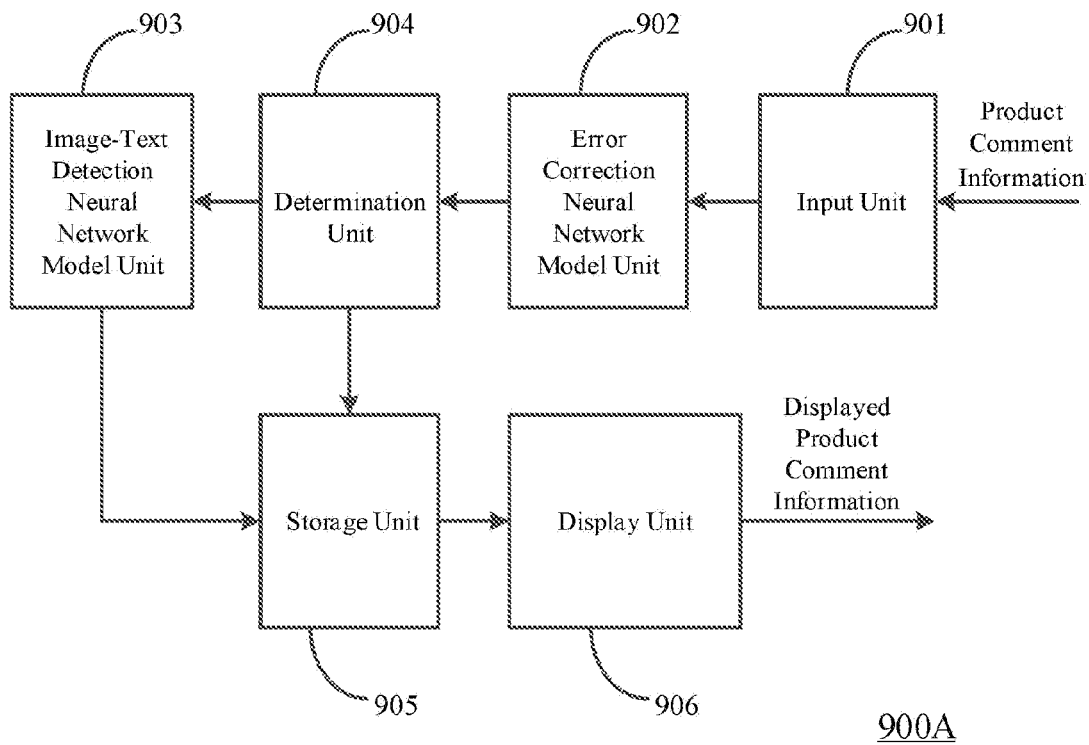 903
904
902
901
Image-Text
Detection
Neural
Network
Model Unit
Determination
Unit
Error
Correction
Neural
Network
Model Unit
Input Unit
Product
Comment
Information
Storage Unit
Display Unit
Displayed
Product
Comment
Information
905
906
900A